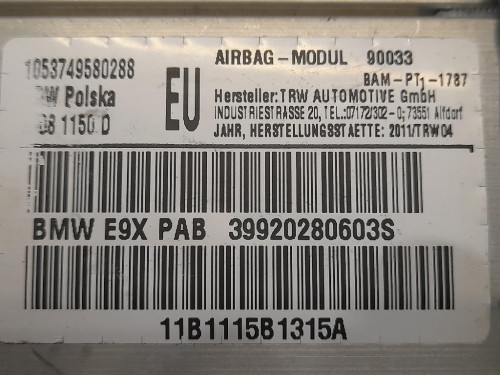 1053749580288
EU
AIRBAG-MODUL 90033
BAM-PT1-1787
Polska
Hersteller: TRW AUTOMOTIVE GmbH
INDUSTRIESTRASSE 20, TEL.:07172/302-0; 73551 Alfdorf
1150 D
JAHR, HERSTELLUNGSSTAETTE: 2011/TRW04
BMW E9X PAB 39920280603S
11B1115B1315A